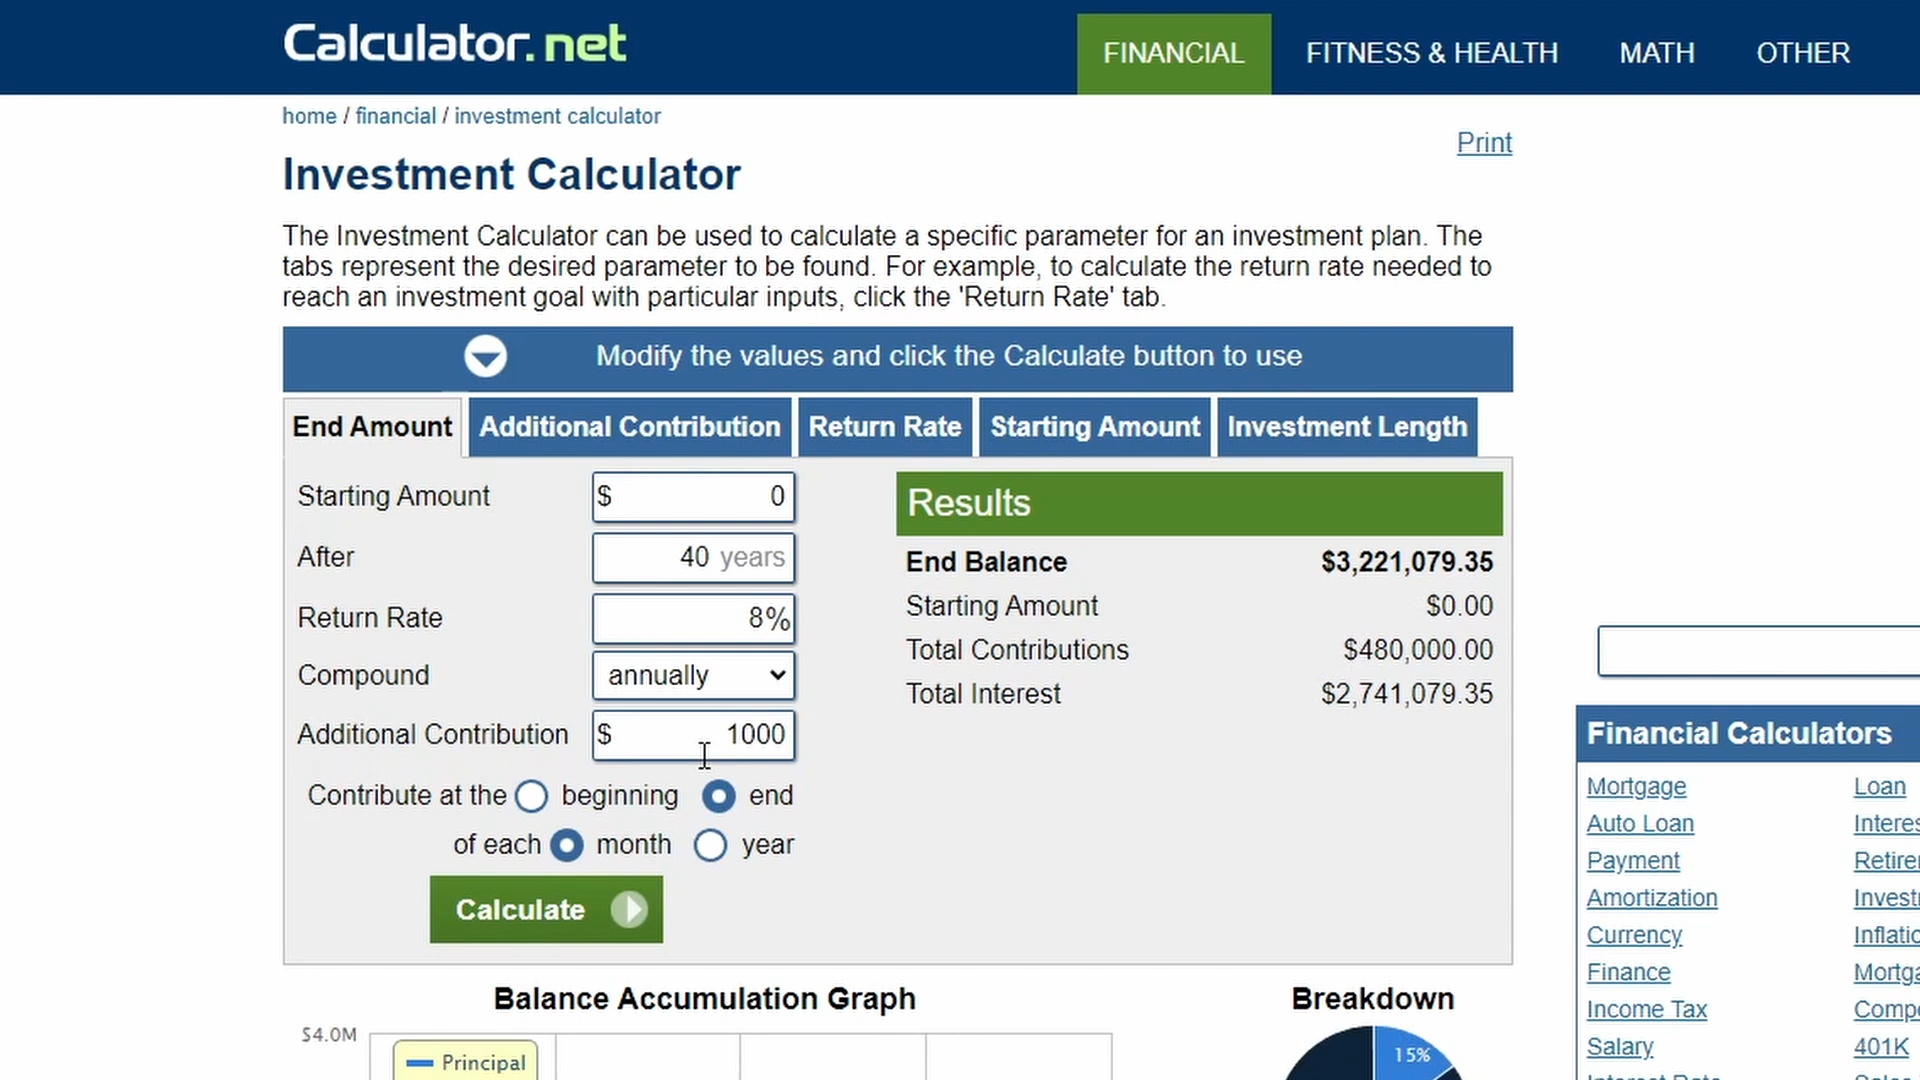 Calculator.net
FINANCIAL
FITNESS & HEALTH
MATH
OTHER
home / financial / investment calculator
Print
Investment Calculator
The Investment Calculator can be used to calculate a specific parameter for an investment plan. The
tabs represent the desired parameter to be found. For example, to calculate the return rate needed to
reach an investment goal with particular inputs, click the 'Return Rate' tab.
Modify the values and click the Calculate button to use
End Amount
Additional Contribution
Return Rate
Starting Amount
Investment Length
Starting Amount $ 0
After 40 years
Return Rate 8%
Compound annually
Additional Contribution $ 1000
Contribute at the beginning end
of each month year
Calculate
Results
End Balance $3,221,079.35
Starting Amount $0.00
Total Contributions $480,000.00
Total Interest $2,741,079.35
Balance Accumulation Graph
$4.0M
Principal
Breakdown
15%
Financial Calculators
Mortgage Loan
Auto Loan Interes
Payment Retire
Amortization Invest
Currency Inflatio
Finance Mortga
Income Tax Compo
Salary 401K